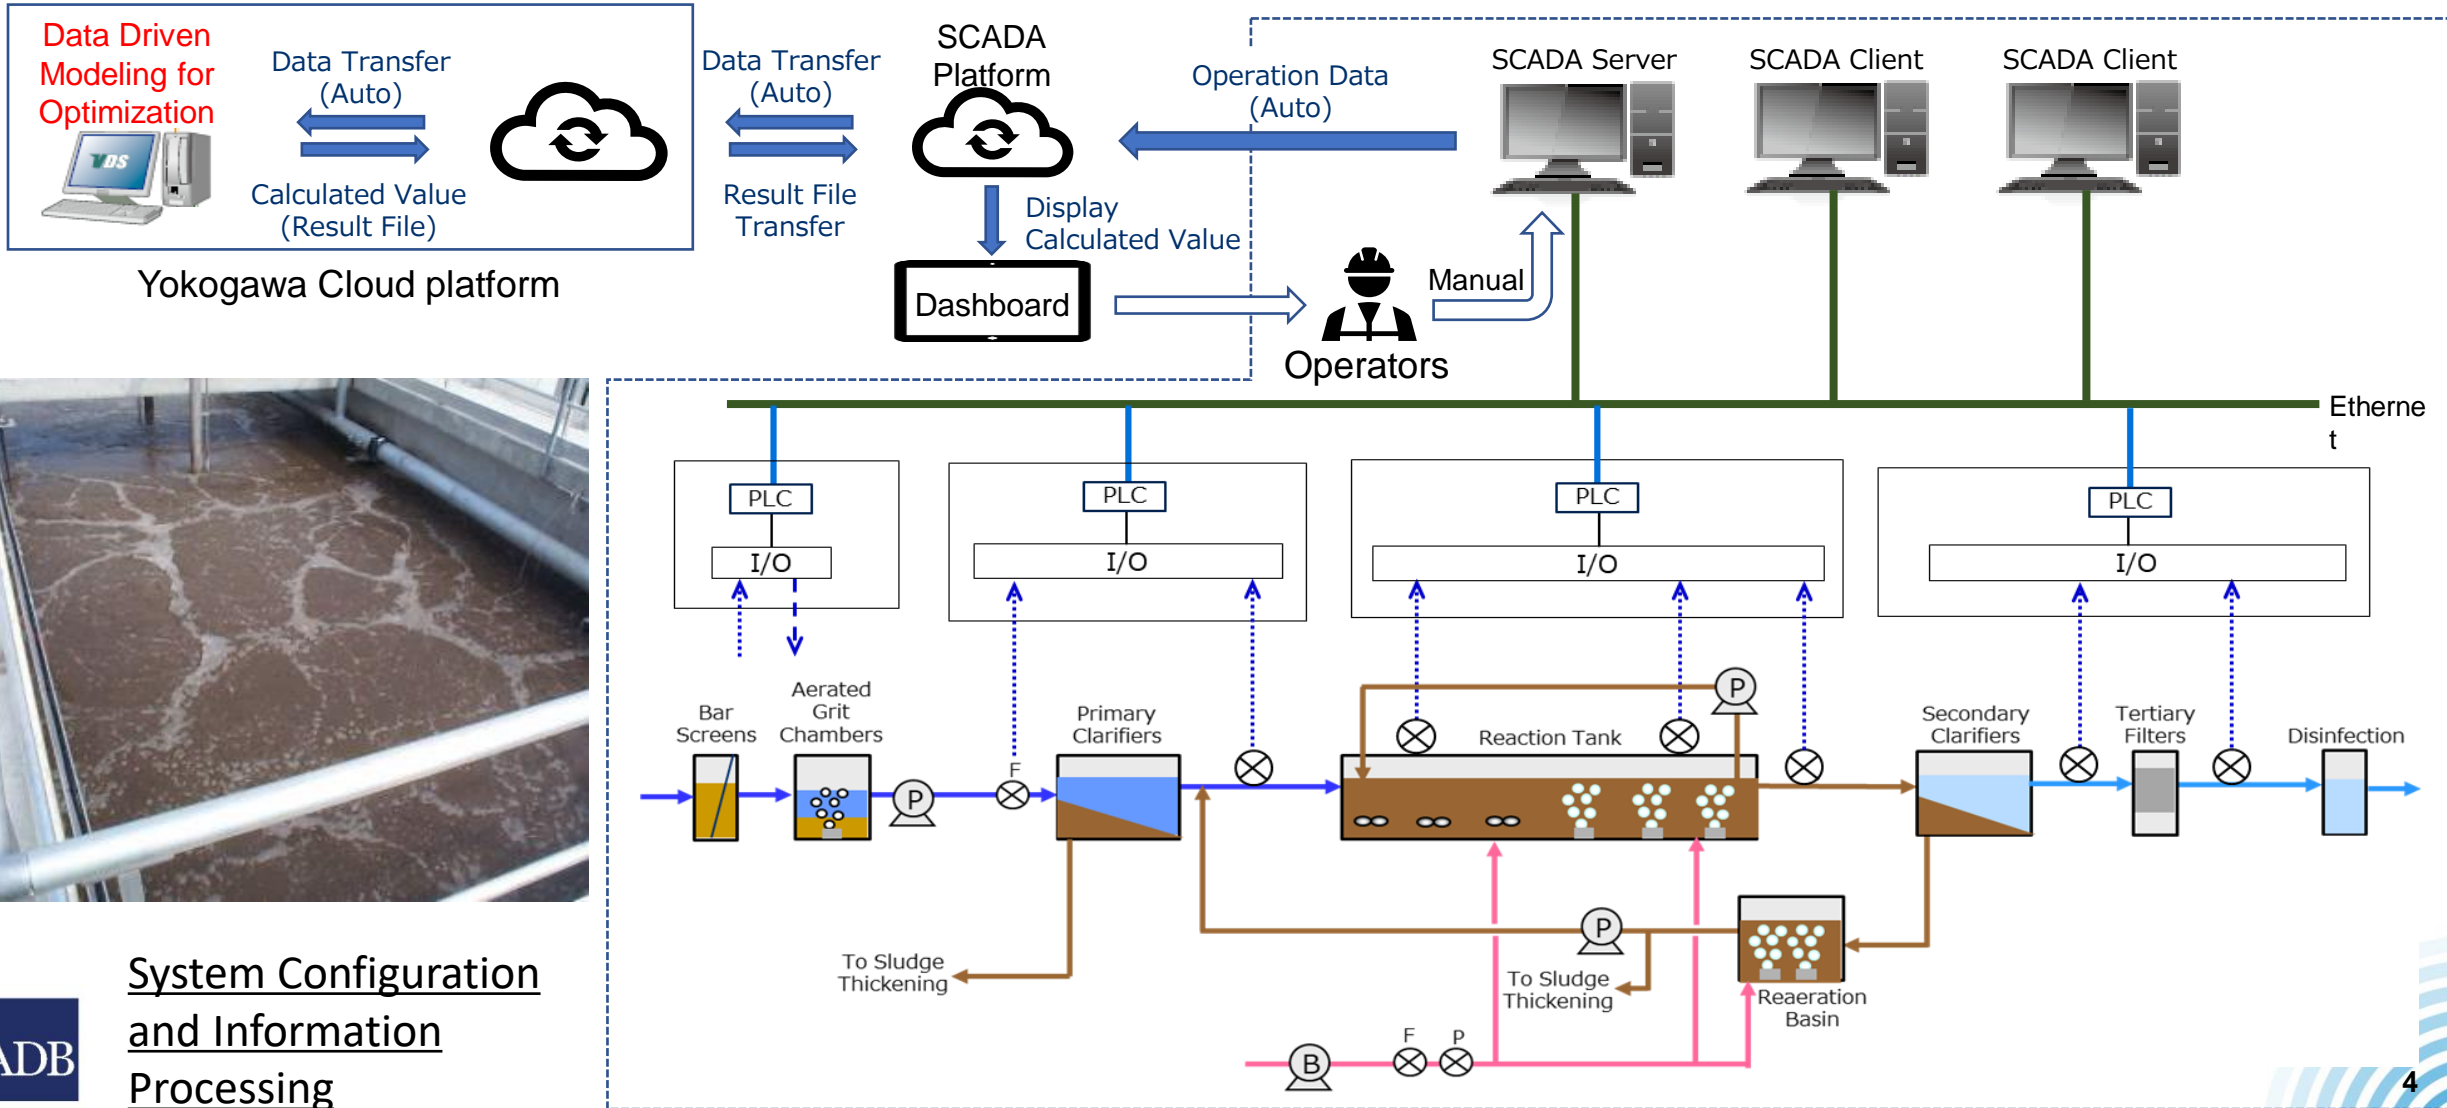 Data Driven
Modeling for
Optimization
VDS
Data Transfer
(Auto)
Calculated Value
(Result File)
Yokogawa Cloud platform
Data Transfer
(Auto)
Result File
Transfer
SCADA
Platform
Display
Calculated Value
Dashboard
Operation Data
(Auto)
Operators
Manual
SCADA Server
SCADA Client
SCADA Client
Etherne
t
PLC
I/O
PLC
I/O
PLC
I/O
PLC
I/O
Bar
Screens
Aerated
Grit
Chambers
P
F
Primary
Clarifiers
Reaction Tank
P
Secondary
Clarifiers
Tertiary
Filters
Disinfection
To Sludge
Thickening
P
To Sludge
Thickening
Reaeration
Basin
B
F
P
ADB
System Configuration
and Information
Processing
4